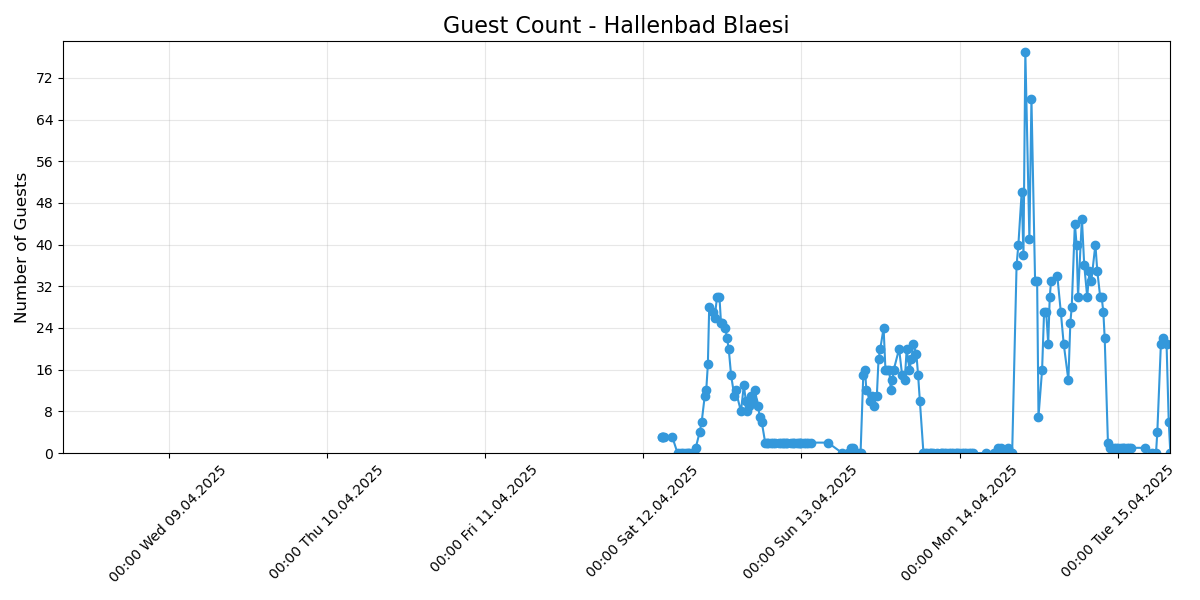 Guest Count - Hallenbad Blaesi
Number of Guests
72
64
56
48
40
32
24
16
8
0
00:00 Wed 09.04.2025
00:00 Thu 10.04.2025
00:00 Fri 11.04.2025
00:00 Sat 12.04.2025
00:00 Sun 13.04.2025
00:00 Mon 14.04.2025
00:00 Tue 15.04.2025